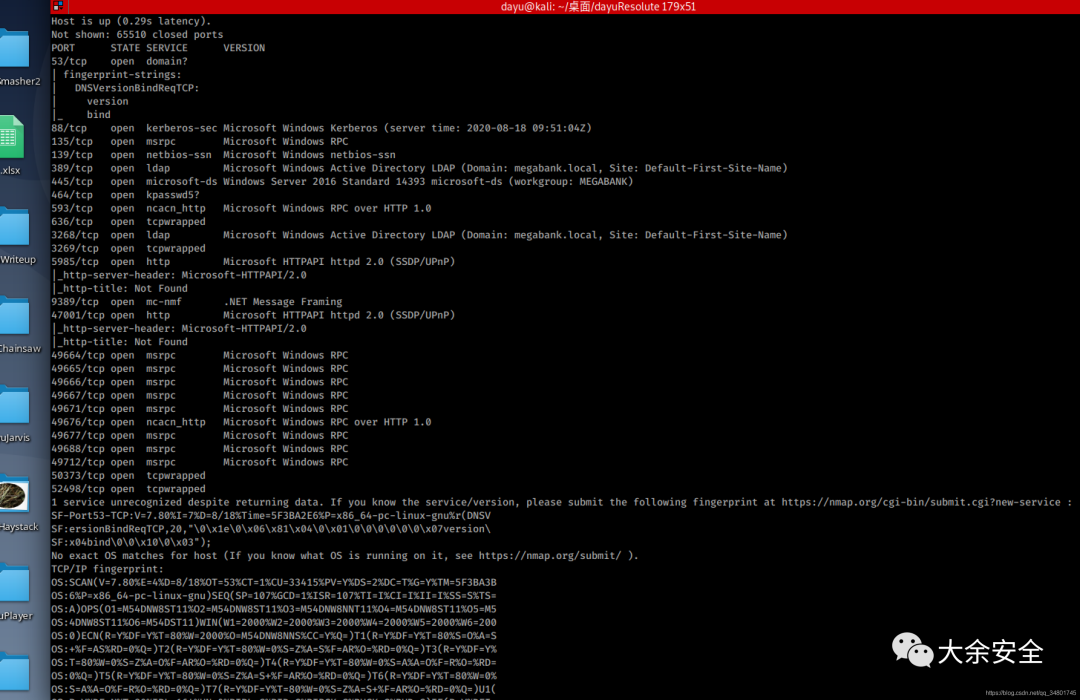 dayu@kali: ~/桌面/dayuResolute 179x51
Host is up (0.29s latency).
Not shown: 65510 closed ports
PORT      STATE SERVICE      VERSION
53/tcp    open  domain?
| fingerprint-strings:
|   DNSVersionBindReqTCP:
|     version
|_    bind
88/tcp    open  kerberos-sec Microsoft Windows Kerberos (server time: 2020-08-18 09:51:04Z)
135/tcp   open  msrpc        Microsoft Windows RPC
139/tcp   open  netbios-ssn  Microsoft Windows netbios-ssn
389/tcp   open  ldap         Microsoft Windows Active Directory LDAP (Domain: megabank.local, Site: Default-First-Site-Name)
445/tcp   open  microsoft-ds Windows Server 2016 Standard 14393 microsoft-ds (workgroup: MEGABANK)
464/tcp   open  kpasswd5?
593/tcp   open  ncacn_http   Microsoft Windows RPC over HTTP 1.0
636/tcp   open  tcpwrapped
3268/tcp  open  ldap         Microsoft Windows Active Directory LDAP (Domain: megabank.local, Site: Default-First-Site-Name)
3269/tcp  open  tcpwrapped
5985/tcp  open  http         Microsoft HTTPAPI httpd 2.0 (SSDP/UPnP)
|_http-server-header: Microsoft-HTTPAPI/2.0
|_http-title: Not Found
9389/tcp  open  mc-nmf       .NET Message Framing
47001/tcp open  http         Microsoft HTTPAPI httpd 2.0 (SSDP/UPnP)
|_http-server-header: Microsoft-HTTPAPI/2.0
|_http-title: Not Found
49664/tcp open  msrpc        Microsoft Windows RPC
49665/tcp open  msrpc        Microsoft Windows RPC
49666/tcp open  msrpc        Microsoft Windows RPC
49667/tcp open  msrpc        Microsoft Windows RPC
49671/tcp open  msrpc        Microsoft Windows RPC
49676/tcp open  ncacn_http   Microsoft Windows RPC over HTTP 1.0
49677/tcp open  msrpc        Microsoft Windows RPC
49688/tcp open  msrpc        Microsoft Windows RPC
49712/tcp open  msrpc        Microsoft Windows RPC
50373/tcp open  tcpwrapped
52498/tcp open  tcpwrapped
1 service unrecognized despite returning data. If you know the service/version, please submit the following fingerprint at https://nmap.org/cgi-bin/submit.cgi?new-service :
SF-Port53-TCP:V=7.80%I=7%D=8/18%Time=5F3BA2E6%P=x86_64-pc-linux-gnu%r(DNSV
SF:ersionBindReqTCP,20,"\0\x1e\0\x06\x81\x04\0\x01\0\0\0\0\0\0\x07version\
SF:x04bind\0\0\x10\0\x03");
No exact OS matches for host (If you know what OS is running on it, see https://nmap.org/submit/ ).
TCP/IP fingerprint:
OS:SCAN(V=7.80%E=4%D=8/18%OT=53%CT=1%CU=33415%PV=Y%DS=2%DC=T%G=Y%TM=5F3BA3B
OS:6%P=x86_64-pc-linux-gnu)SEQ(SP=107%GCD=1%ISR=107%TI=I%CI=I%II=I%SS=S%TS=
OS:A)OPS(O1=M54DNW8ST11%O2=M54DNW8ST11%O3=M54DNW8NNT11%O4=M54DNW8ST11%O5=M5
OS:4DNW8ST11%O6=M54DST11)WIN(W1=2000%W2=2000%W3=2000%W4=2000%W5=2000%W6=200
OS:0)ECN(R=Y%DF=Y%T=80%W=2000%O=M54DNW8NNS%CC=Y%Q=)T1(R=Y%DF=Y%T=80%S=O%A=S
OS:+%F=AS%RD=0%Q=)T2(R=Y%DF=Y%T=80%W=0%S=Z%A=S%F=AR%O=%RD=0%Q=)T3(R=Y%DF=Y%
OS:T=80%W=0%S=Z%A=O%F=AR%O=%RD=0%Q=)T4(R=Y%DF=Y%T=80%W=0%S=A%A=O%F=R%O=%RD=
OS:0%Q=)T5(R=Y%DF=Y%T=80%W=0%S=Z%A=S+%F=AR%O=%RD=0%Q=)T6(R=Y%DF=Y%T=80%W=0%
OS:S=A%A=O%F=R%O=%RD=0%Q=)T7(R=Y%DF=Y%T=80%W=0%S=Z%A=S+%F=AR%O=%RD=0%Q=)U1(
Smasher2
.xlsx
Writeup
Chainsaw
uJarvis
Haystack
uPlayer
大余安全
https://blog.csdn.net/qq_34801745